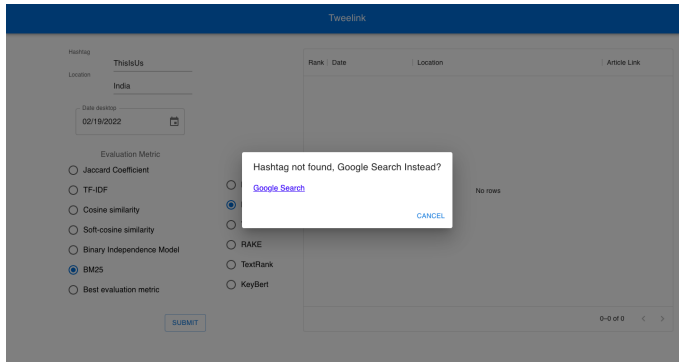 Tweelink
Hashtag
ThisIsUs
Location
India
Date desktop
02/19/2022
Evaluation Metric
Jaccard Coefficient
TF-IDF
Cosine similarity
Soft-cosine similarity
Binary Independence Model
BM25
Best evaluation metric
RAKE
TextRank
KeyBert
SUBMIT
Rank Date Location Article Link
No rows
0–0 of 0
Hashtag not found, Google Search Instead?
Google Search
CANCEL